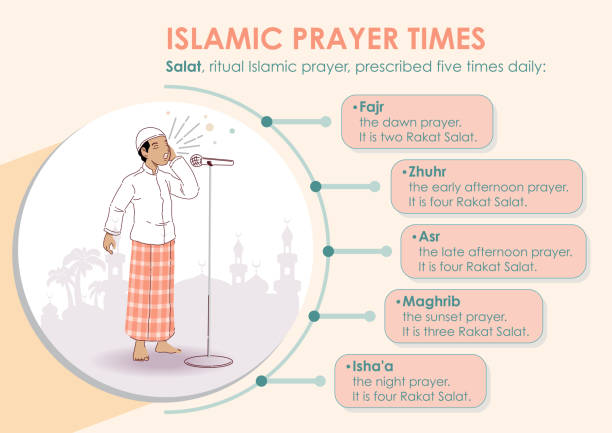 ISLAMIC PRAYER TIMES
Salat, ritual Islamic prayer, prescribed five times daily:
•Fajr
the dawn prayer.
It is two Rakat Salat.
•Zhuhr
the early afternoon prayer.
It is four Rakat Salat.
•Asr
the late afternoon prayer.
It is four Rakat Salat.
•Maghrib
the sunset prayer.
It is three Rakat Salat.
•Isha'a
the night prayer.
It is four Rakat Salat.